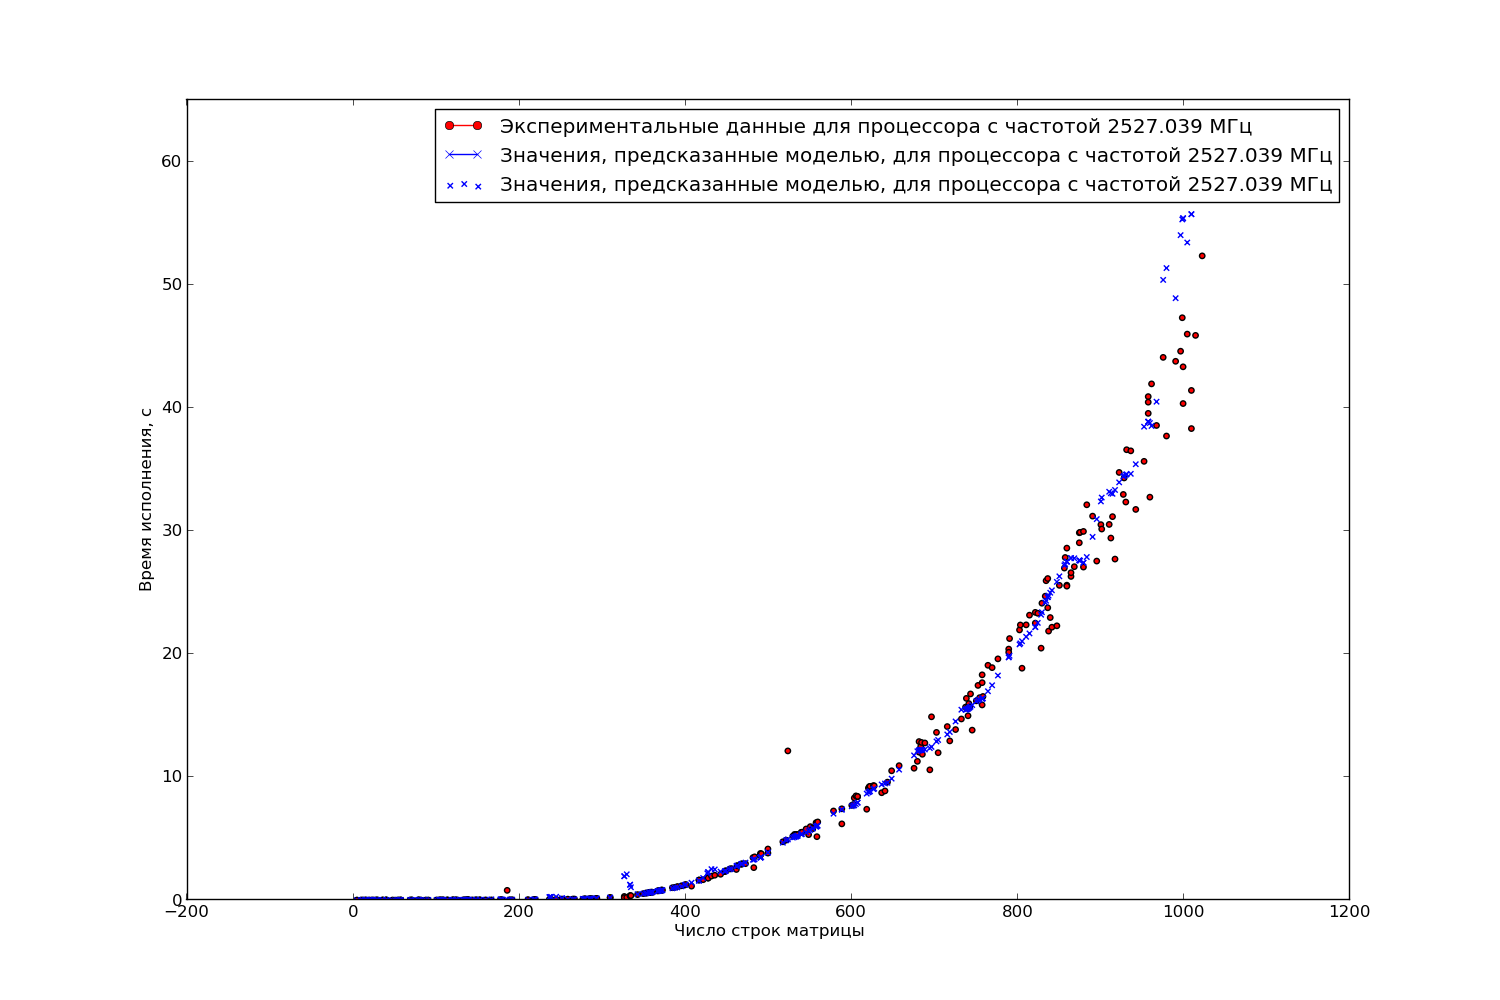 Экспериментальные данные для процессора с частотой 2527.039 МГц
Значения, предсказанные моделью, для процессора с частотой 2527.039 МГц
Значения, предсказанные моделью, для процессора с частотой 2527.039 МГц
60
50
40
30
20
10
0
Время исполнения, с
−200 0 200 400 600 800 1000 1200
Число строк матрицы